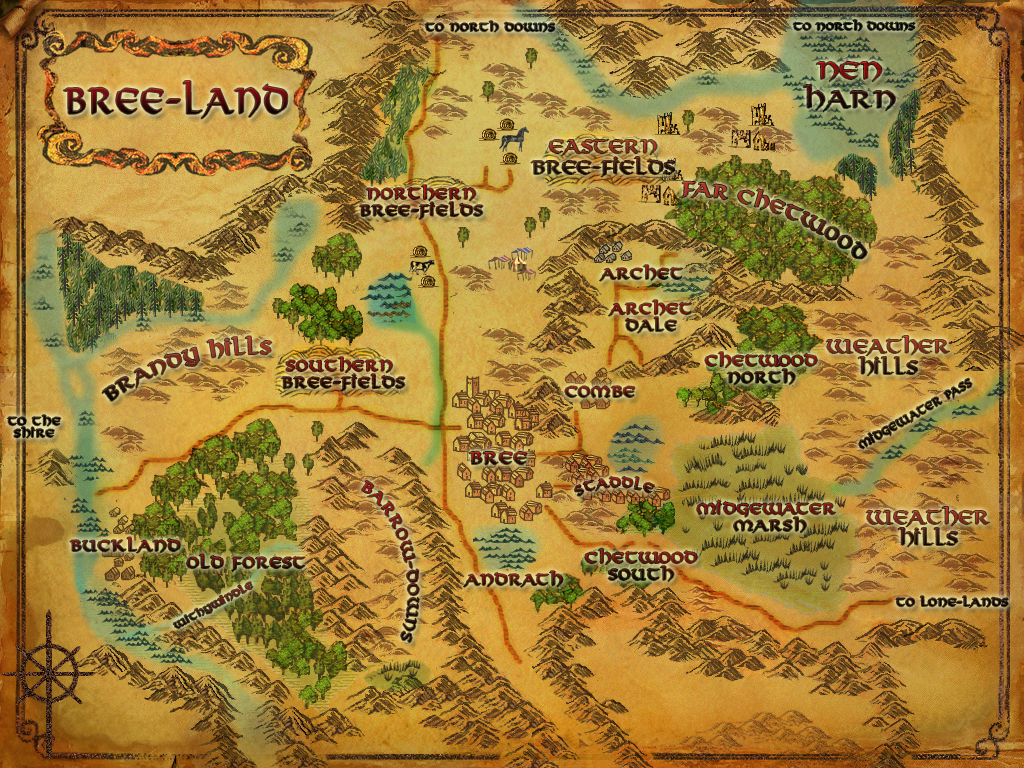 TO NORTH DOWNS
TO NORTH DOWNS
BREE-LAND
NEN
HARN
EASTERN
BREE-FIELDS
NORTHERN
BREE-FIELDS
FAR CHETWOOD
ARCHET
ARCHET
DALE
BRANDY HILLS
SOUTHERN
BREE-FIELDS
CHETWOOD
NORTH
WEATHER
HILLS
COMBE
MIDGEWATER PASS
TO THE
SHIRE
BREE
STADDLE
BARROW-DOWNS
MIDGEWATER
MARSH
WEATHER
HILLS
BUCKLAND
OLD FOREST
CHETWOOD
SOUTH
ANDRATH
WITHYWINDLE
TO LONE-LANDS